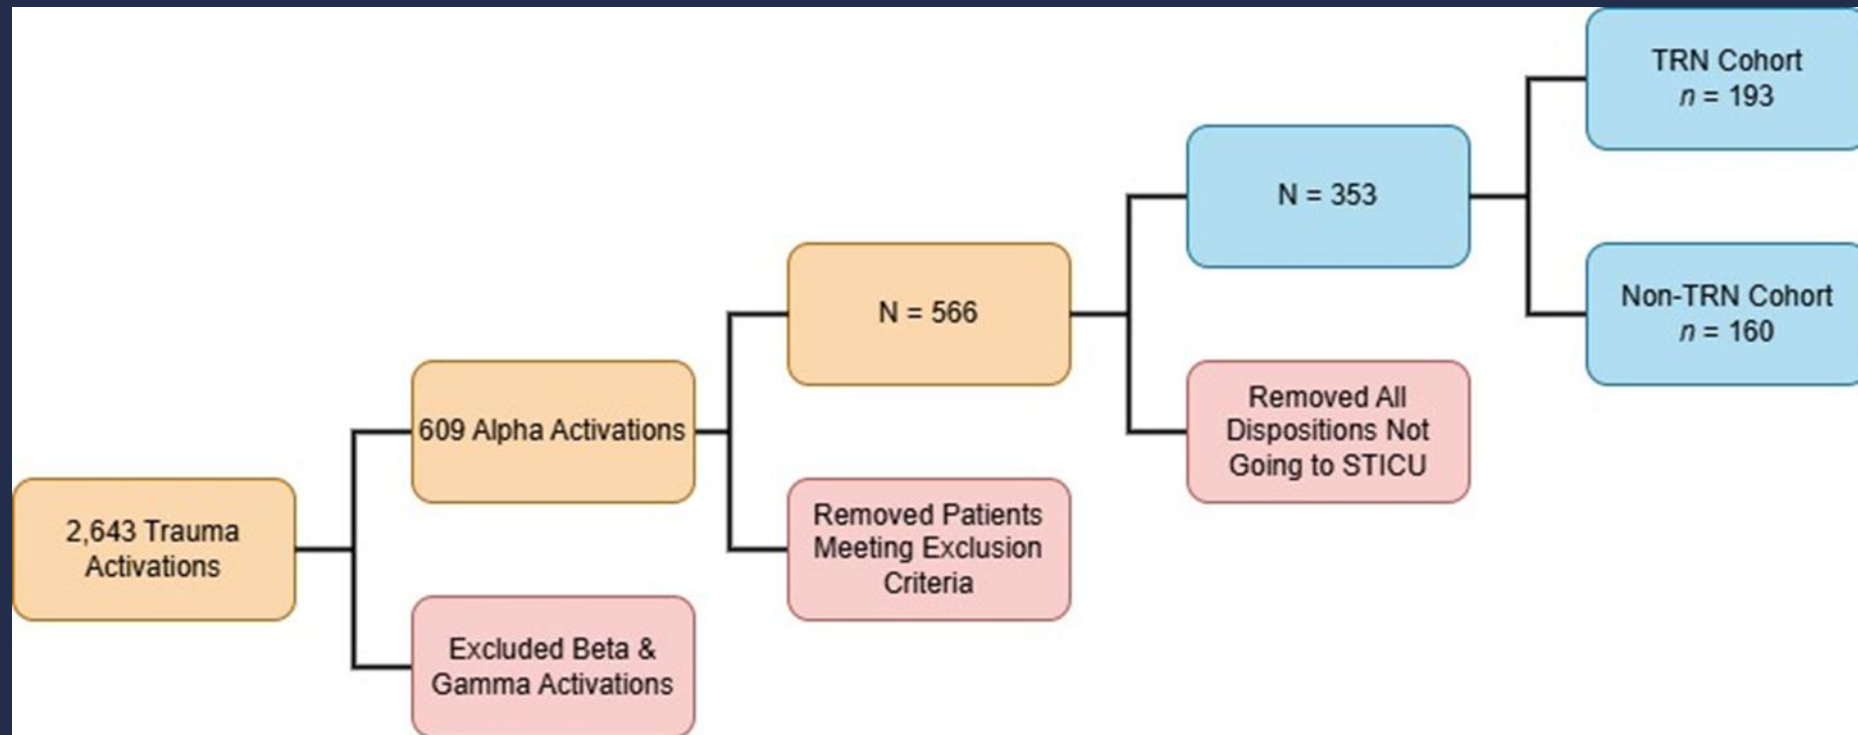 2,643 Trauma
Activations
609 Alpha Activations
Excluded Beta &
Gamma Activations
N = 566
Removed Patients
Meeting Exclusion
Criteria
N = 353
Removed All
Dispositions Not
Going to STICU
TRN Cohort
n = 193
Non-TRN Cohort
n = 160